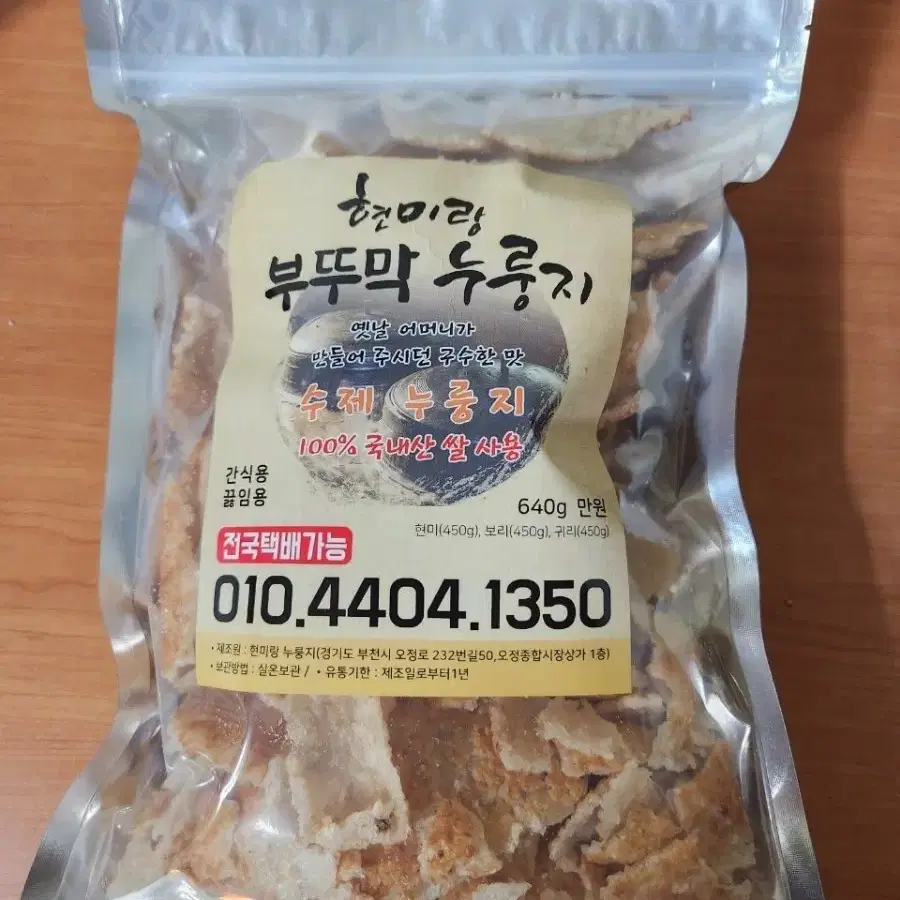 현미랑
부뚜막 누룽지
옛날 어머니가
만들어 주시던 구수한 맛
수제 누룽지
100% 국내산 쌀 사용
간식용
끓임용
640g 만원
현미(450g), 보리(450g), 귀리(450g)
전국택배가능
010.4404.1350
• 제조원 : 현미랑 누룽지(경기도 부천시 오정로 232번길50,오정종합시장상가 1층)
• 보관방법 : 실온보관 / • 유통기한 : 제조일로부터1년